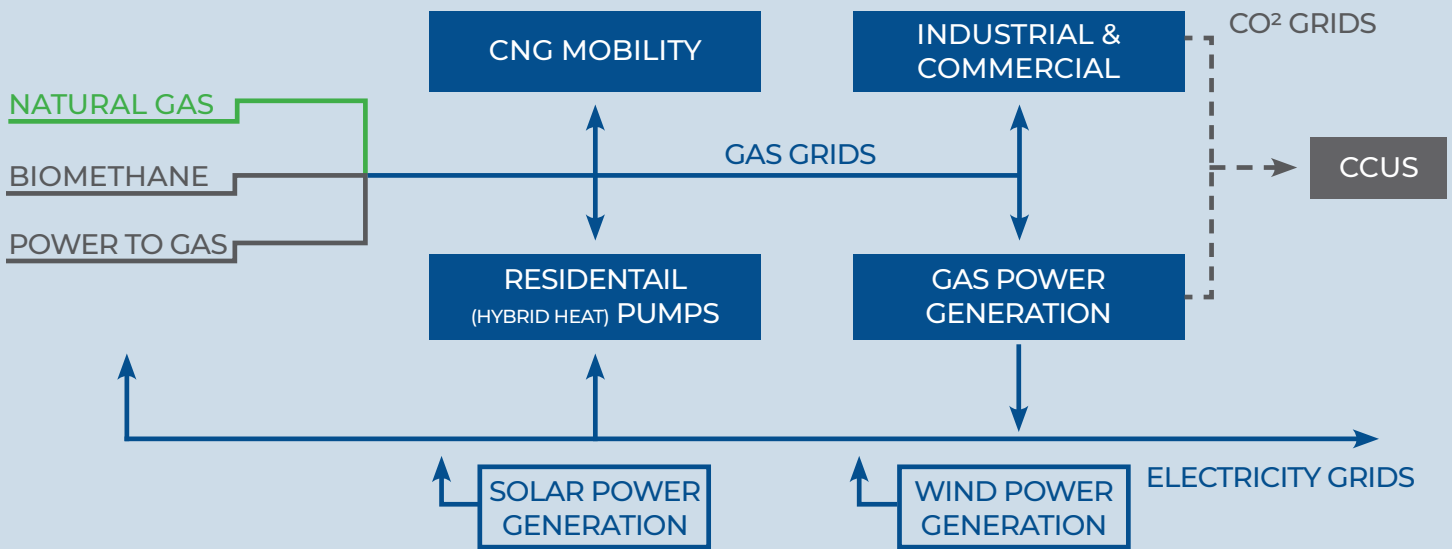 CNG MOBILITY
INDUSTRIAL &
COMMERCIAL
CO² GRIDS
NATURAL GAS
BIOMETHANE
POWER TO GAS
GAS GRIDS
CCUS
RESIDENTAIL
(HYBRID HEAT) PUMPS
GAS POWER
GENERATION
SOLAR POWER
GENERATION
WIND POWER
GENERATION
ELECTRICITY GRIDS